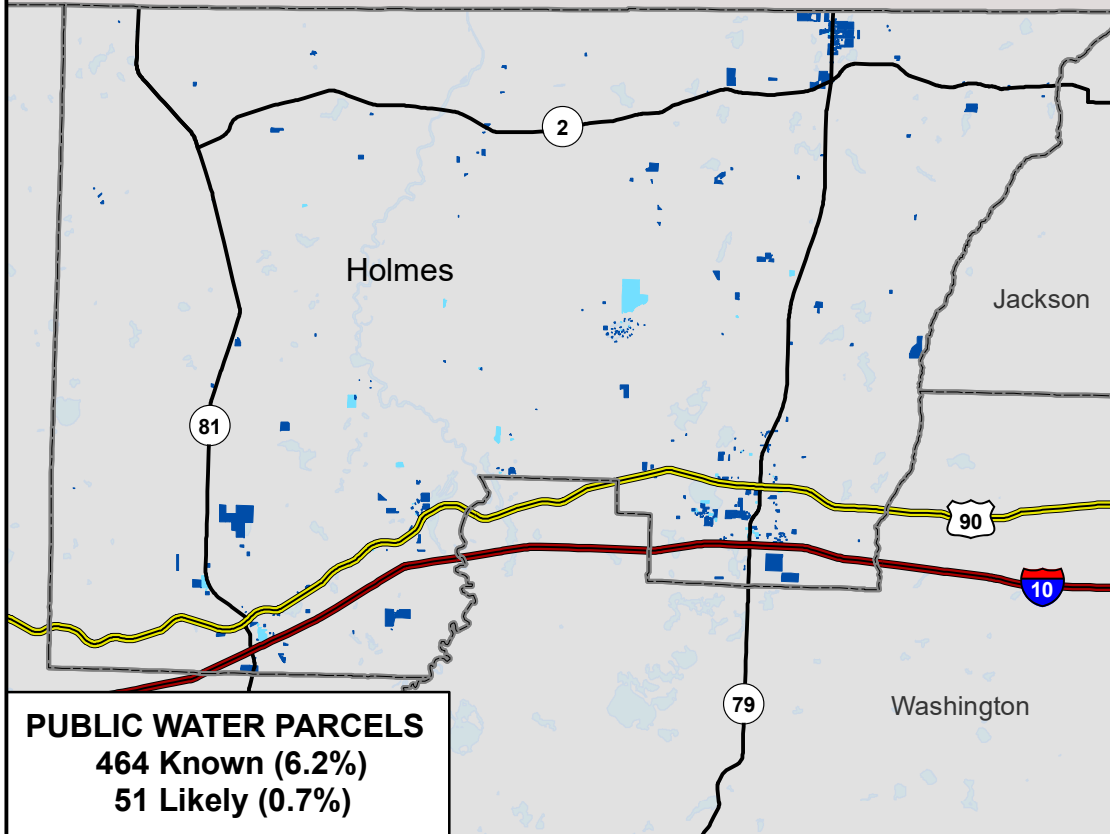 2
Holmes
Jackson
81
90
10
79
Washington
PUBLIC WATER PARCELS
464 Known (6.2%)
51 Likely (0.7%)